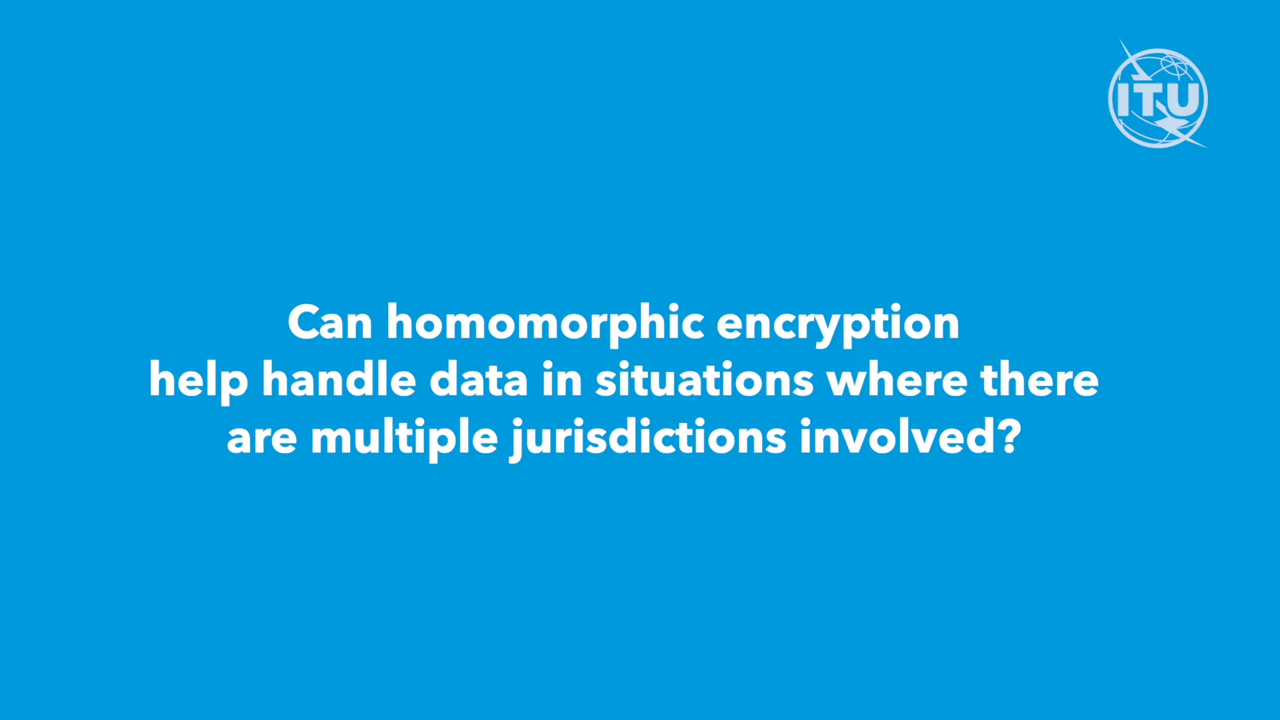 ITU
Can homomorphic encryption
help handle data in situations where there
are multiple jurisdictions involved?